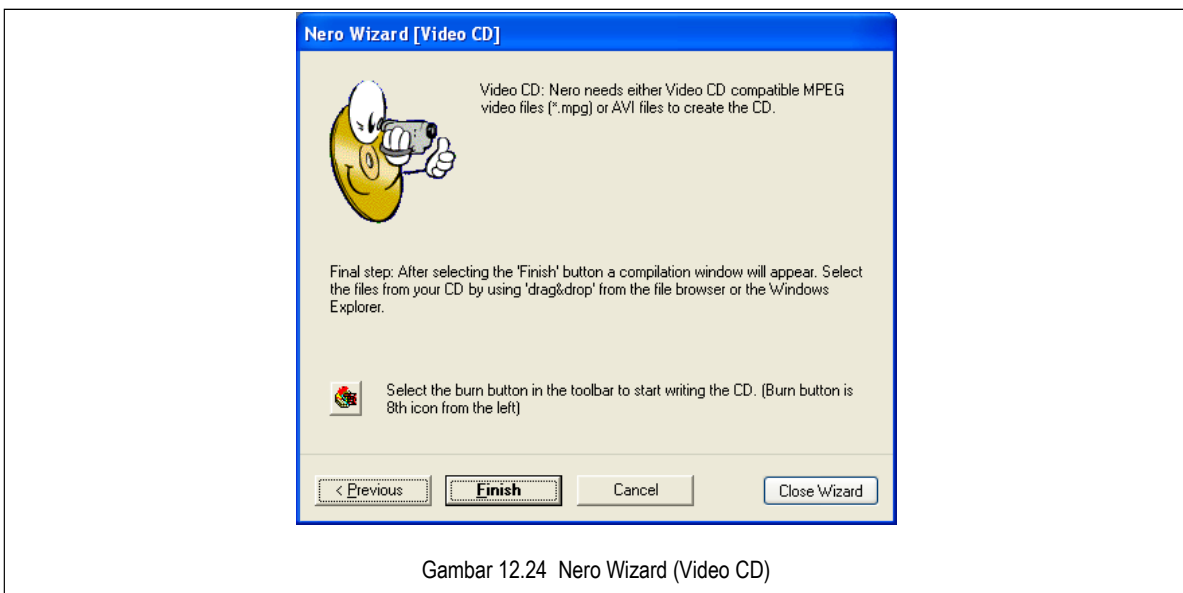 Nero Wizard [Video CD]
Video CD: Nero needs either Video CD compatible MPEG
video files (*.mpg) or AVI files to create the CD.
Final step: After selecting the 'Finish' button a compilation window will appear. Select
the files from your CD by using 'drag&drop' from the file browser or the Windows
Explorer.
Select the burn button in the toolbar to start writing the CD. (Burn button is
8th icon from the left)
< Previous Finish Cancel Close Wizard
Gambar 12.24 Nero Wizard (Video CD)